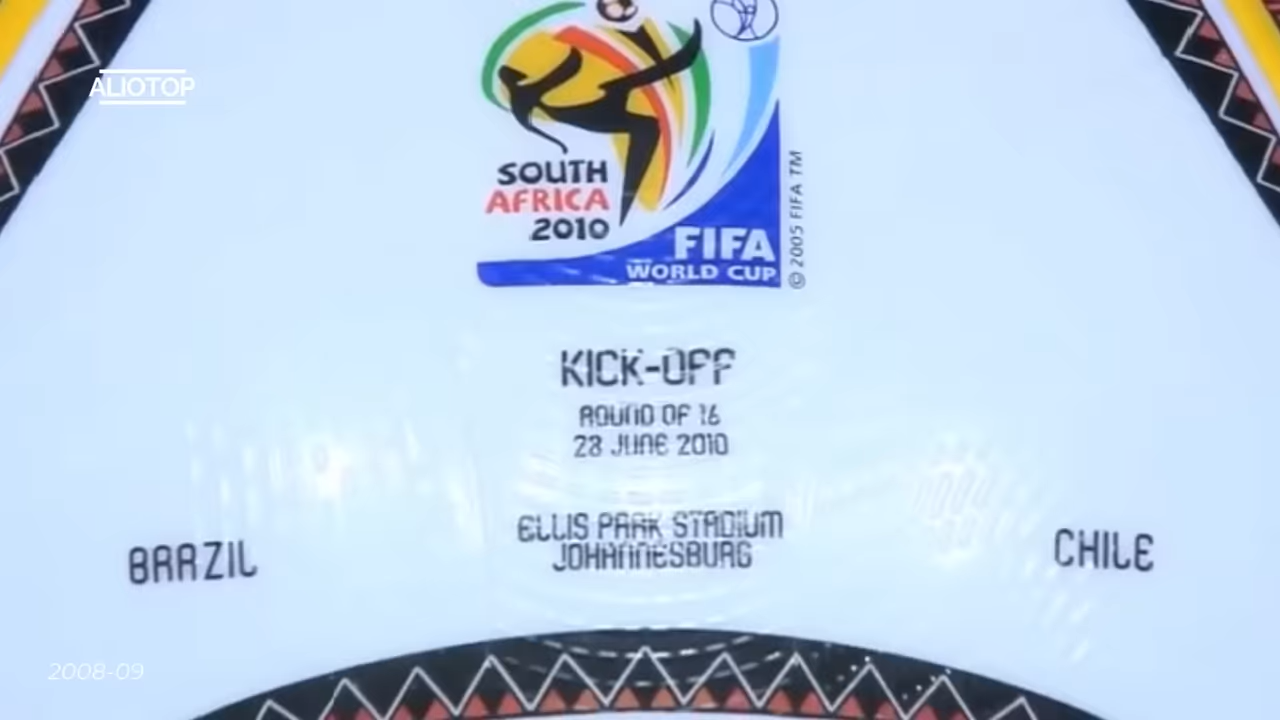 ALIOTOP
SOUTH
AFRICA
2010
FIFA
WORLD CUP
© 2005 FIFA TM
KICK-OFF
ROUND OF 16
28 JUNE 2010
ELLIS PARK STADIUM
JOHANNESBURG
BRAZIL
CHILE
2008-09